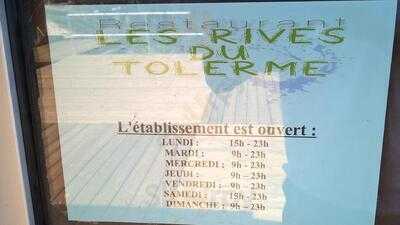 Restaurant
LES RIVES
DU
TOLERME
L'établissement est ouvert :
LUNDI : 15h - 23h
MARDI : 9h - 23h
MERCREDI : 9h - 23h
JEUDI : 9h - 23h
VENDREDI : 9h - 23h
SAMEDI : 15h - 23h
DIMANCHE : 9h - 23h